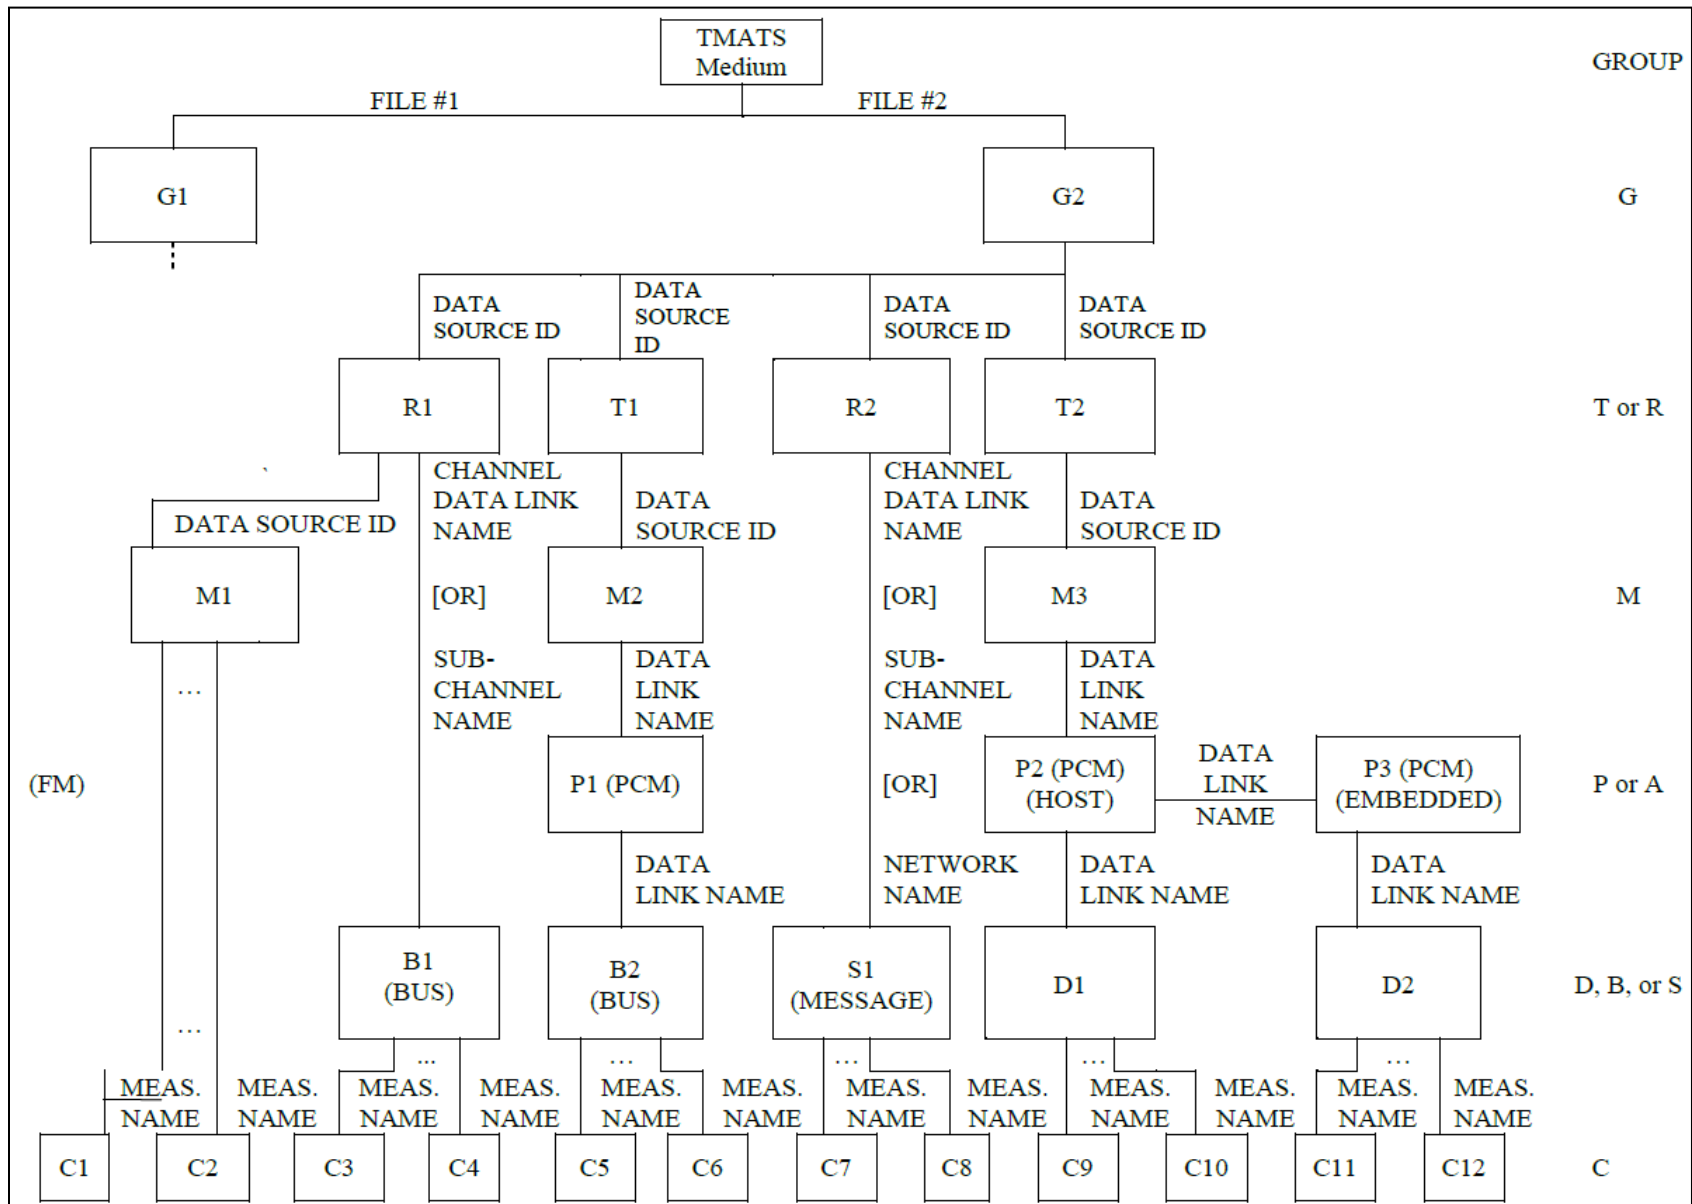 TMATS
Medium
GROUP
FILE #1
FILE #2
G1
G2
G
DATA
SOURCE ID
DATA
SOURCE
ID
DATA
SOURCE ID
DATA
SOURCE ID
R1
T1
R2
T2
T or R
CHANNEL
DATA LINK
NAME
[OR]
SUB-
CHANNEL
NAME
DATA
SOURCE ID
CHANNEL
DATA LINK
NAME
[OR]
SUB-
CHANNEL
NAME
[OR]
NETWORK
NAME
DATA
SOURCE ID
DATA SOURCE ID
M1
M2
M3
M
…
DATA
LINK
NAME
DATA
LINK
NAME
(FM)
P1 (PCM)
P2 (PCM)
(HOST)
DATA
LINK
NAME
P3 (PCM)
(EMBEDDED)
P or A
DATA
LINK NAME
DATA
LINK NAME
DATA
LINK NAME
B1
(BUS)
B2
(BUS)
S1
(MESSAGE)
D1
D2
D, B, or S
…
...
…
…
…
…
MEAS.
NAME
MEAS.
NAME
MEAS.
NAME
MEAS.
NAME
MEAS.
NAME
MEAS.
NAME
MEAS.
NAME
MEAS.
NAME
MEAS.
NAME
MEAS.
NAME
MEAS.
NAME
MEAS.
NAME
C1
C2
C3
C4
C5
C6
C7
C8
C9
C10
C11
C12
C